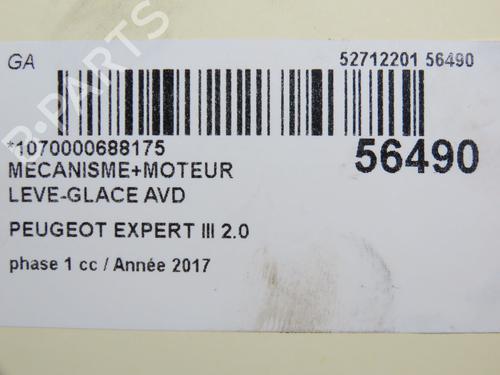 GA
52712201 56490
*1070000688175
56490
MECANISME+MOTEUR
LEVE-GLACE AVD
PEUGEOT EXPERT III 2.0
phase 1 cc / Année 2017
B-PARTS